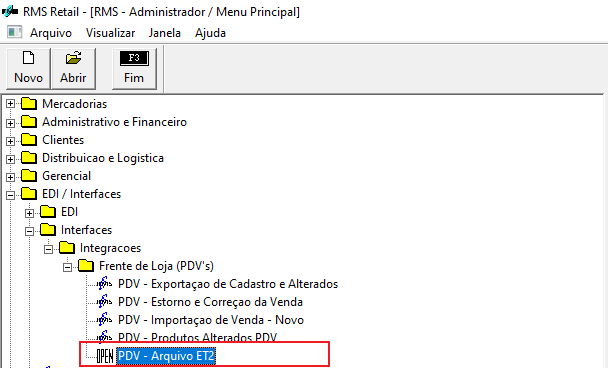 RMS Retail - [RMS - Administrador / Menu Principal]
Arquivo Visualizar Janela Ajuda
F3
Novo Abrir Fim
Mercadorias
Administrativo e Financeiro
Clientes
Distribuicao e Logistica
Gerencial
EDI / Interfaces
EDI
Interfaces
Integracoes
Frente de Loja (PDV's)
PDV - Exportaçao de Cadastro e Alterados
PDV - Estorno e Correçao da Venda
PDV - Importaçao de Venda - Novo
PDV - Produtos Alterados PDV
OPEN PDV - Arquivo ET2